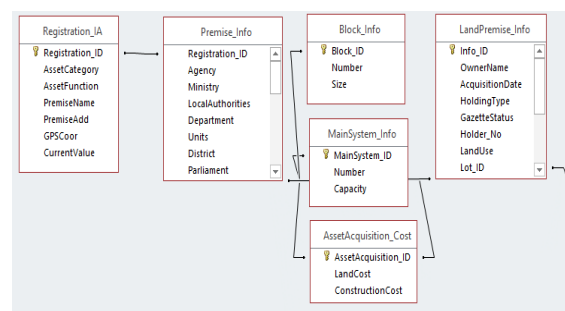 Registration_IA
Registration_ID
AssetCategory
AssetFunction
PremiseName
PremiseAdd
GPSCoor
CurrentValue
Premise_Info
Registration_ID
Agency
Ministry
LocalAuthorities
Department
Units
District
Parliament
Block_Info
Block_ID
Number
Size
MainSystem_Info
MainSystem_ID
Number
Capacity
AssetAcquisition_Cost
AssetAcquisition_ID
LandCost
ConstructionCost
LandPremise_Info
Info_ID
OwnerName
AcquisitionDate
HoldingType
GazetteStatus
Holder_No
LandUse
Lot_ID